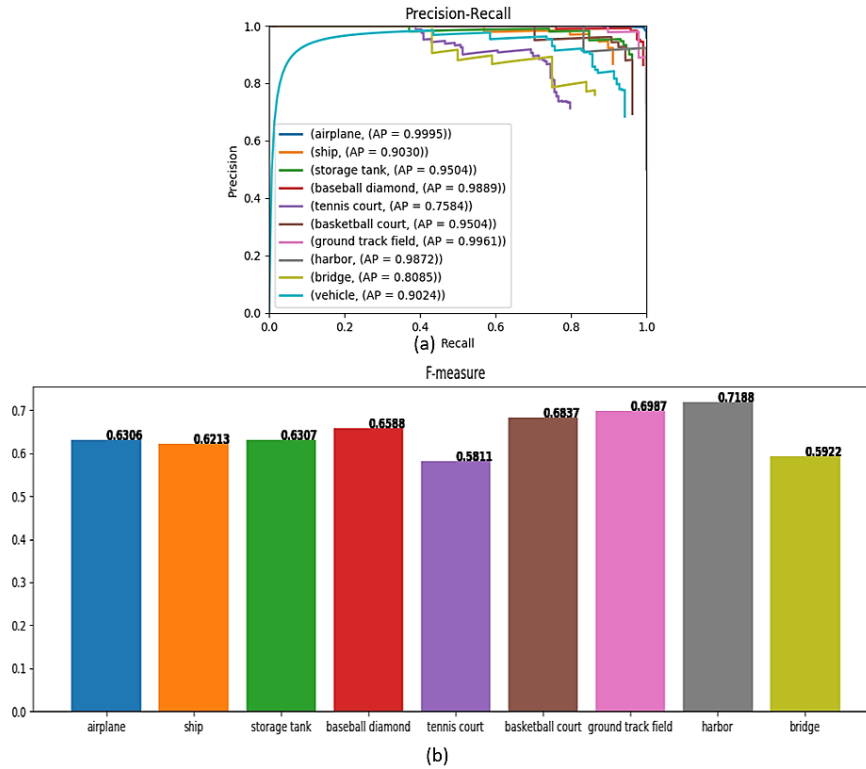 Precision-Recall
1.0
0.8
0.6
0.4
0.2
0.0
Precision
(airplane, (AP = 0.9995))
(ship, (AP = 0.9030))
(storage tank, (AP = 0.9504))
(baseball diamond, (AP = 0.9889))
(tennis court, (AP = 0.7584))
(basketball court, (AP = 0.9504))
(ground track field, (AP = 0.9961))
(harbor, (AP = 0.9872))
(bridge, (AP = 0.8085))
(vehicle, (AP = 0.9024))
0.0 0.2 0.4 0.6 0.8 1.0
Recall
(a)
F-measure
0.7
0.6
0.5
0.4
0.3
0.2
0.1
0.0
0.6306 0.6213 0.6307 0.6588 0.5811 0.6837 0.6987 0.7188 0.5922
airplane ship storage tank baseball diamond tennis court basketball court ground track field harbor bridge
(b)